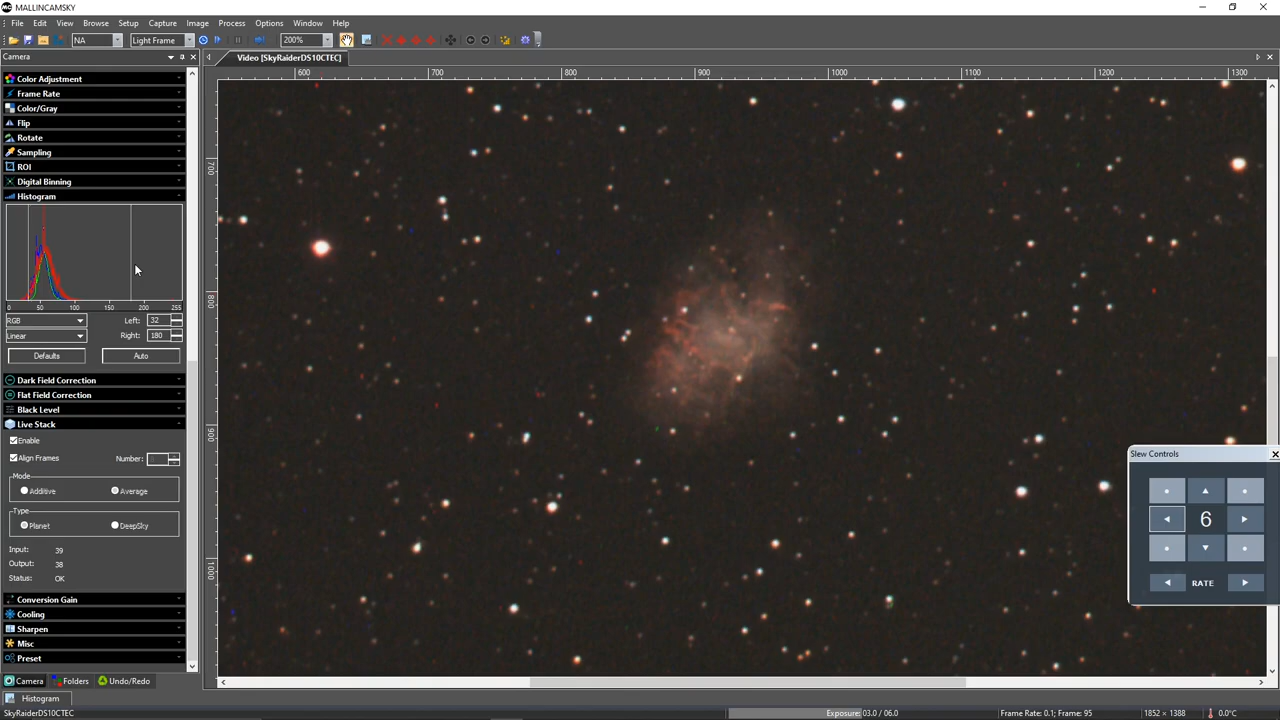 MALLINCAMSKY
File Edit View Browse Setup Capture Image Process Options Window Help
NA Light Frame 200%
Camera
Video [SkyRaiderDS10CTEC]
600 700 800 900 1000 1100 1200 1300
700
800
900
1000
Color Adjustment
Frame Rate
Color/Gray
Flip
Rotate
Sampling
ROI
Digital Binning
Histogram
0 50 100 150 200 255
RGB Left: 32
Linear Right: 180
Defaults Auto
Dark Field Correction
Flat Field Correction
Black Level
Live Stack
Enable
Align Frames Number:
Mode
Additive Average
Type
Planet DeepSky
Input: 39
Output: 38
Status: OK
Conversion Gain
Cooling
Sharpen
Misc
Preset
Slew Controls
6
RATE
Camera Folders Undo/Redo
Histogram
SkyRaiderDS10CTEC Exposure: 03.0 / 06.0 Frame Rate: 0.1; Frame: 95 1852 × 1388 0.0°C